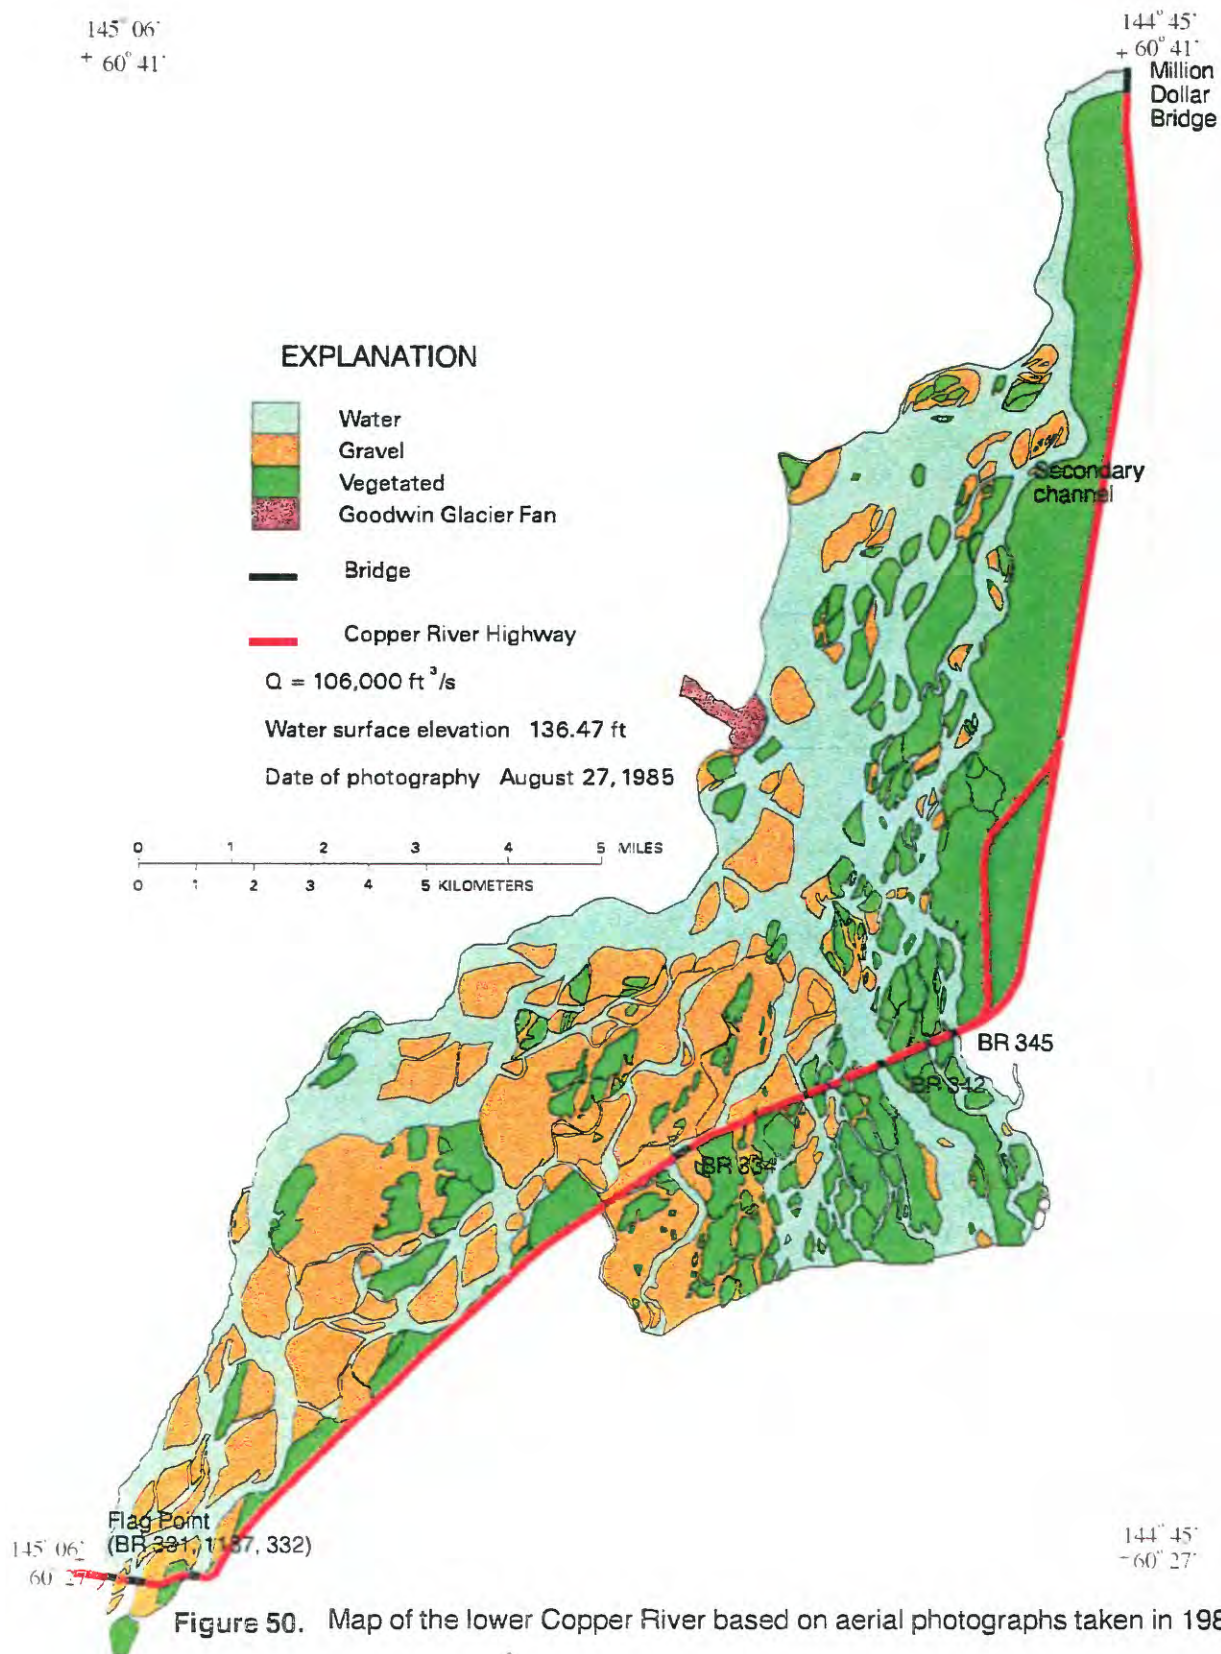 145° 06'
+ 60° 41'
144° 45'
+ 60° 41'
Million
Dollar
Bridge
EXPLANATION
Water
Gravel
Vegetated
Goodwin Glacier Fan
Bridge
Copper River Highway
Q = 106,000 ft³/s
Water surface elevation 136.47 ft
Date of photography August 27, 1985
Secondary
channel
0 1 2 3 4 5 MILES
0 1 2 3 4 5 KILOMETERS
BR 345
BR 342
BR 334
Flag Point
(BR 331, 1187, 332)
145° 06'
60° 27'
144° 45'
60° 27'
Figure 50. Map of the lower Copper River based on aerial photographs taken in 198